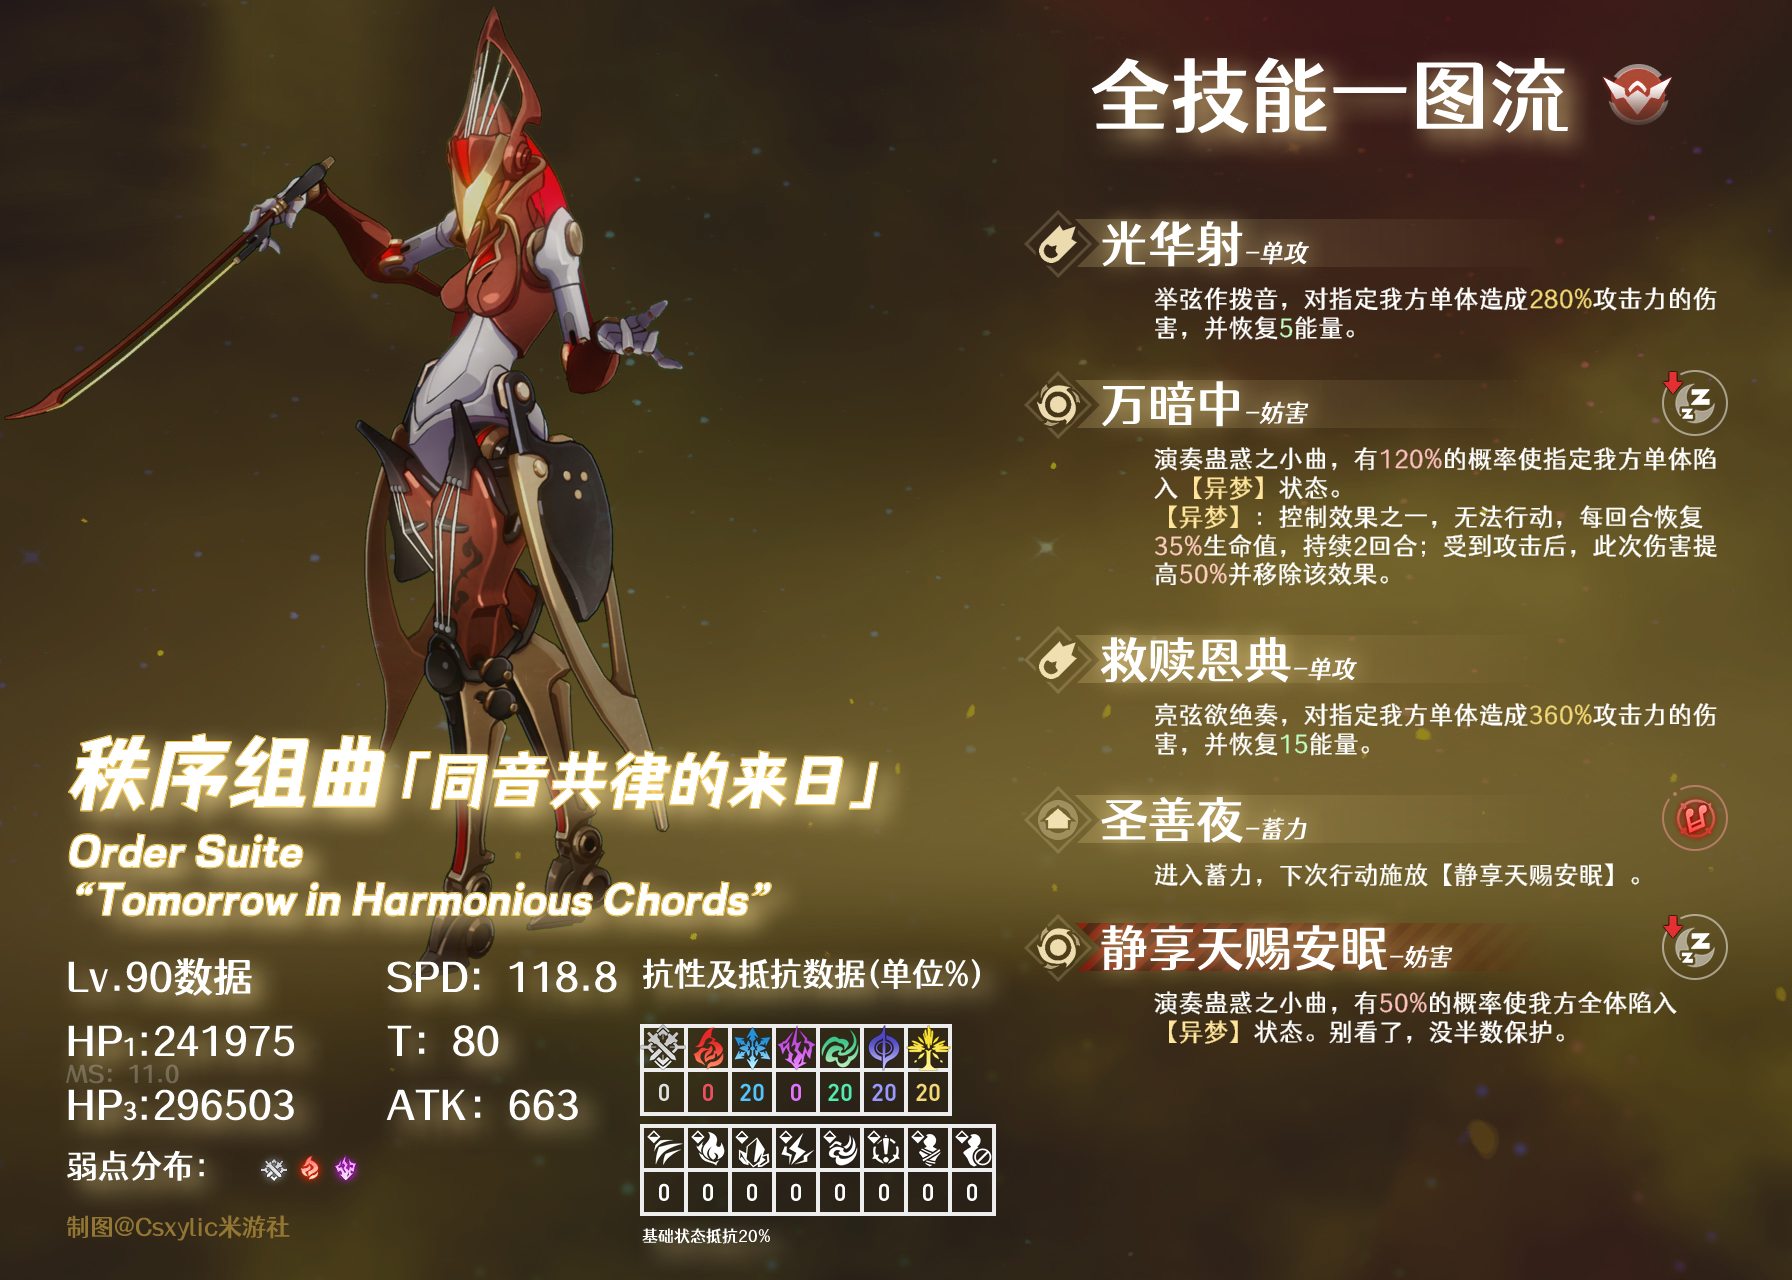 全技能一图流
光华射-单攻
举弦作拨音，对指定我方单体造成280%攻击力的伤
害，并恢复5能量。
万暗中-妨害
演奏蛊惑之小曲，有120%的概率使指定我方单体陷
入【异梦】状态。
【异梦】：控制效果之一，无法行动，每回合恢复
35%生命值，持续2回合；受到攻击后，此次伤害提
高50%并移除该效果。
救赎恩典-单攻
亮弦欲绝奏，对指定我方单体造成360%攻击力的伤
害，并恢复15能量。
圣善夜-蓄力
进入蓄力，下次行动施放【静享天赐安眠】。
静享天赐安眠-妨害
演奏蛊惑之小曲，有50%的概率使我方全体陷入
【异梦】状态。别看了，没半数保护。
秩序组曲「同音共律的来日」
Order Suite
“Tomorrow in Harmonious Chords”
Lv.90数据
SPD：118.8
HP1:241975
T：80
MS：11.0
HP3:296503
ATK：663
弱点分布：
制图@Csxylic米游社
抗性及抵抗数据(单位%)
0 0 20 0 20 20 20
0 0 0 0 0 0 0 0
基础状态抵抗20%